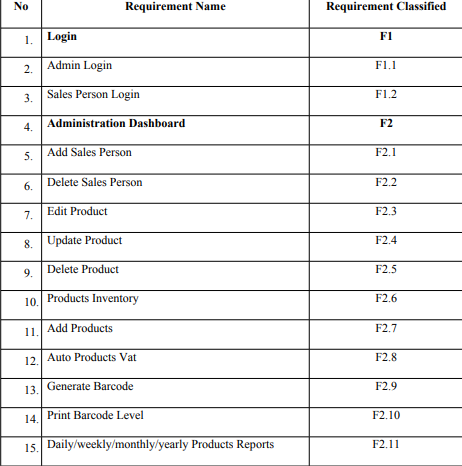 No Requirement Name Requirement Classified
1. Login F1
2. Admin Login F1.1
3. Sales Person Login F1.2
4. Administration Dashboard F2
5. Add Sales Person F2.1
6. Delete Sales Person F2.2
7. Edit Product F2.3
8. Update Product F2.4
9. Delete Product F2.5
10. Products Inventory F2.6
11. Add Products F2.7
12. Auto Products Vat F2.8
13. Generate Barcode F2.9
14. Print Barcode Level F2.10
15. Daily/weekly/monthly/yearly Products Reports F2.11